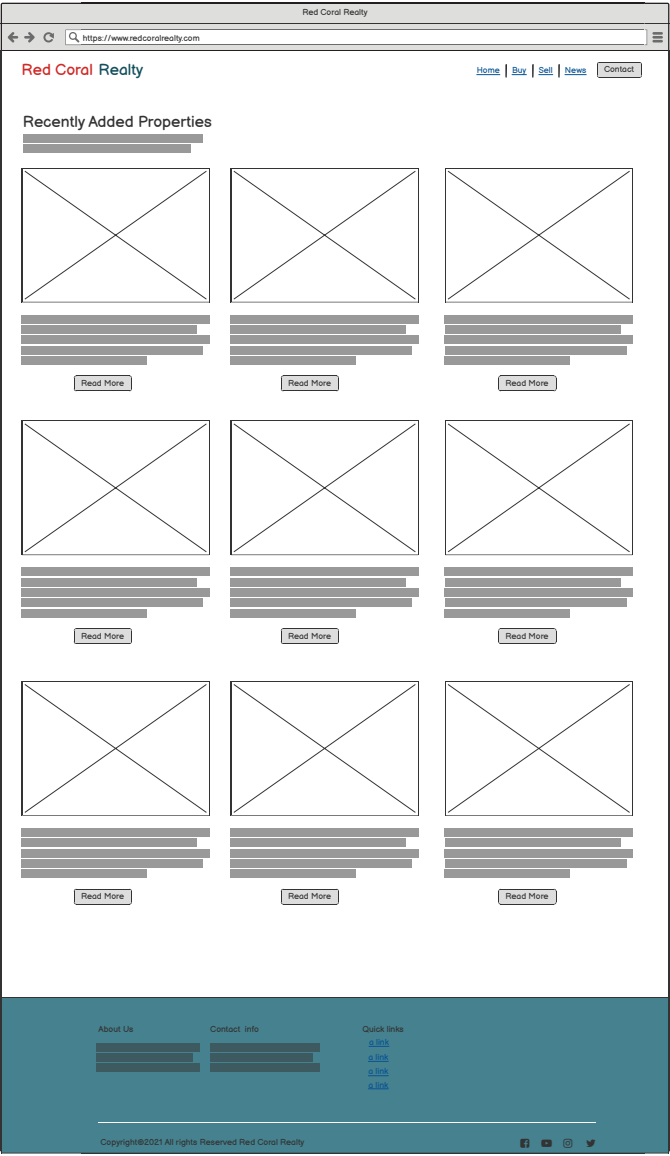 Red Coral Realty
https://www.redcoralrealty.com
Red Coral Realty
Home | Buy | Sell | News Contact
Recently Added Properties
Read More Read More Read More
Read More Read More Read More
Read More Read More Read More
About Us Contact info Quick links
a link
a link
a link
a link
Copyright©2021 All rights Reserved Red Coral Realty